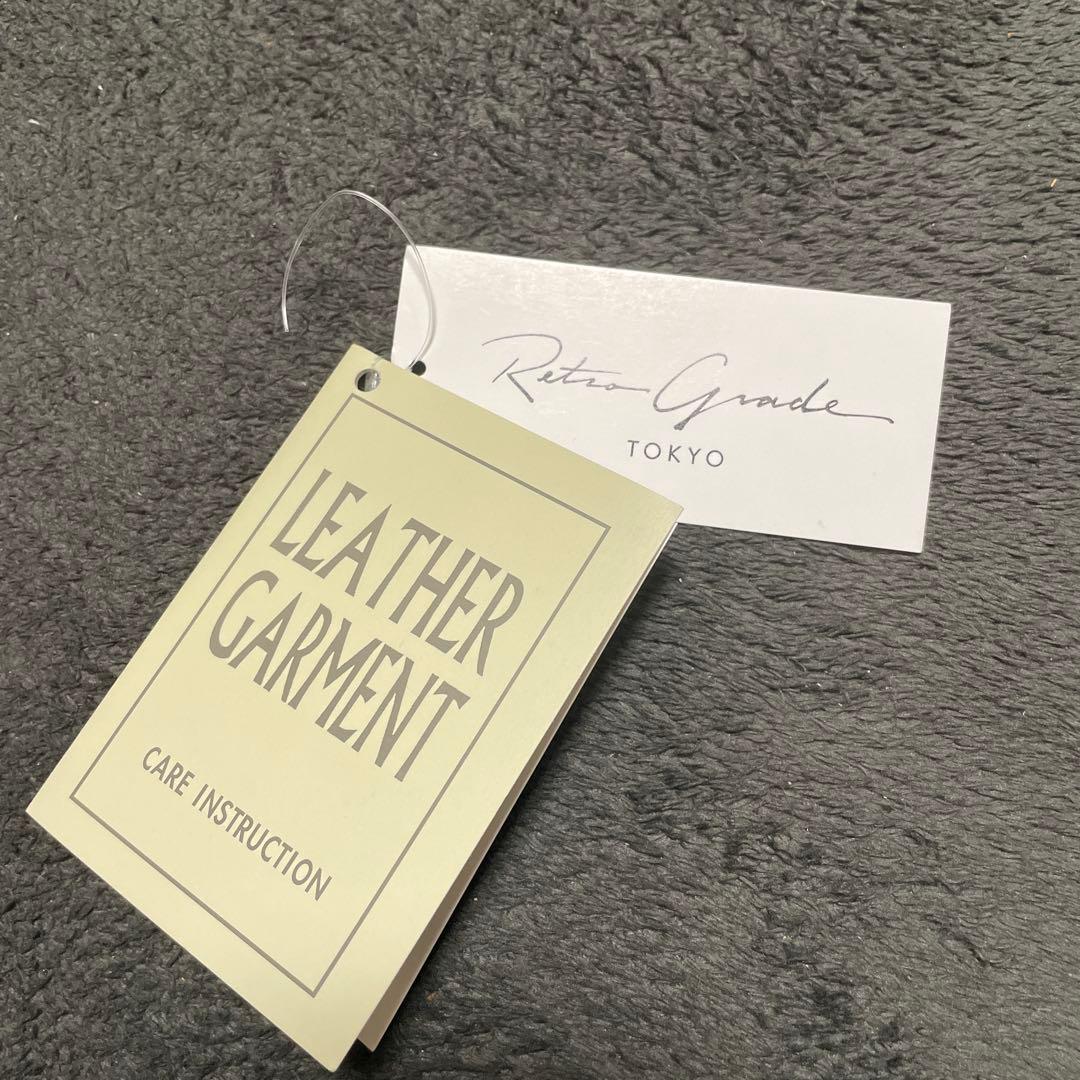 Retro Grade
TOKYO
LEATHER
GARMENT
CARE INSTRUCTION